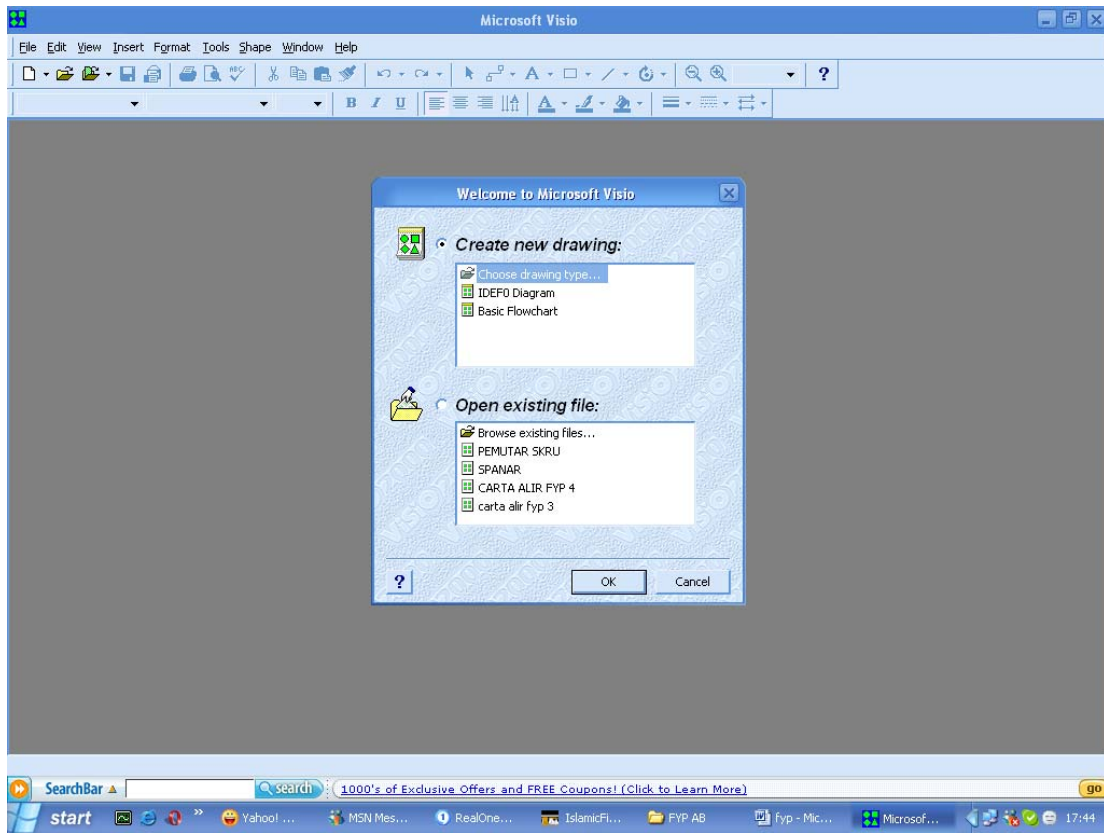 Microsoft Visio
File Edit View Insert Format Tools Shape Window Help
Welcome to Microsoft Visio
Create new drawing:
Choose drawing type...
IDEF0 Diagram
Basic Flowchart
Open existing file:
Browse existing files...
PEMUTAR SKRU
SPANAR
CARTA ALIR FYP 4
carta alir fyp 3
? OK Cancel
SearchBar search 1000's of Exclusive Offers and FREE Coupons! (Click to Learn More) go
start Yahoo! ... MSN Mes... RealOne... IslamicFi... FYP AB fyp - Mic... Microsof... 17:44